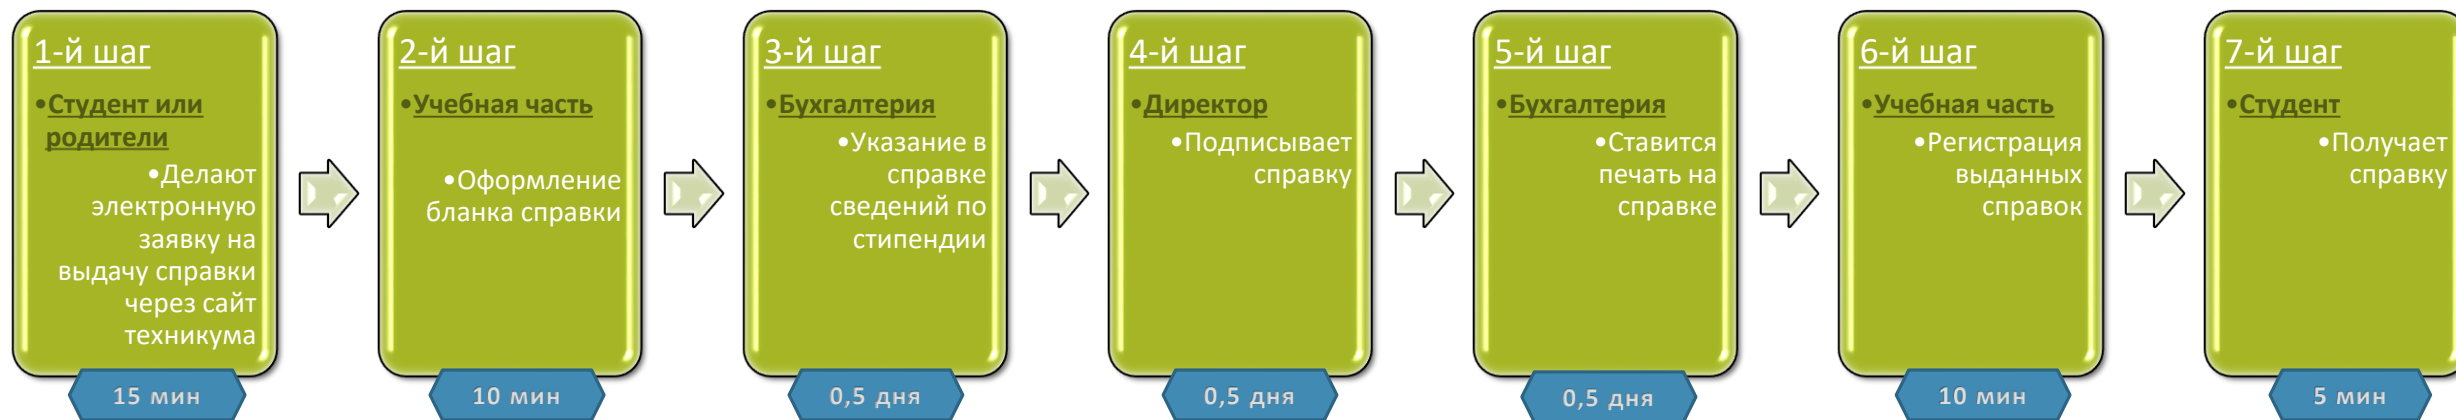 1-й шаг
•Студент или
родители
•Делают
электронную
заявку на
выдачу справки
через сайт
техникума
15 мин
2-й шаг
•Учебная часть
•Оформление
бланка справки
10 мин
3-й шаг
•Бухгалтерия
•Указание в
справке
сведений по
стипендии
0,5 дня
4-й шаг
•Директор
•Подписывает
справку
0,5 дня
5-й шаг
•Бухгалтерия
•Ставится
печать на
справке
0,5 дня
6-й шаг
•Учебная часть
•Регистрация
выданных
справок
10 мин
7-й шаг
•Студент
•Получает
справку
5 мин